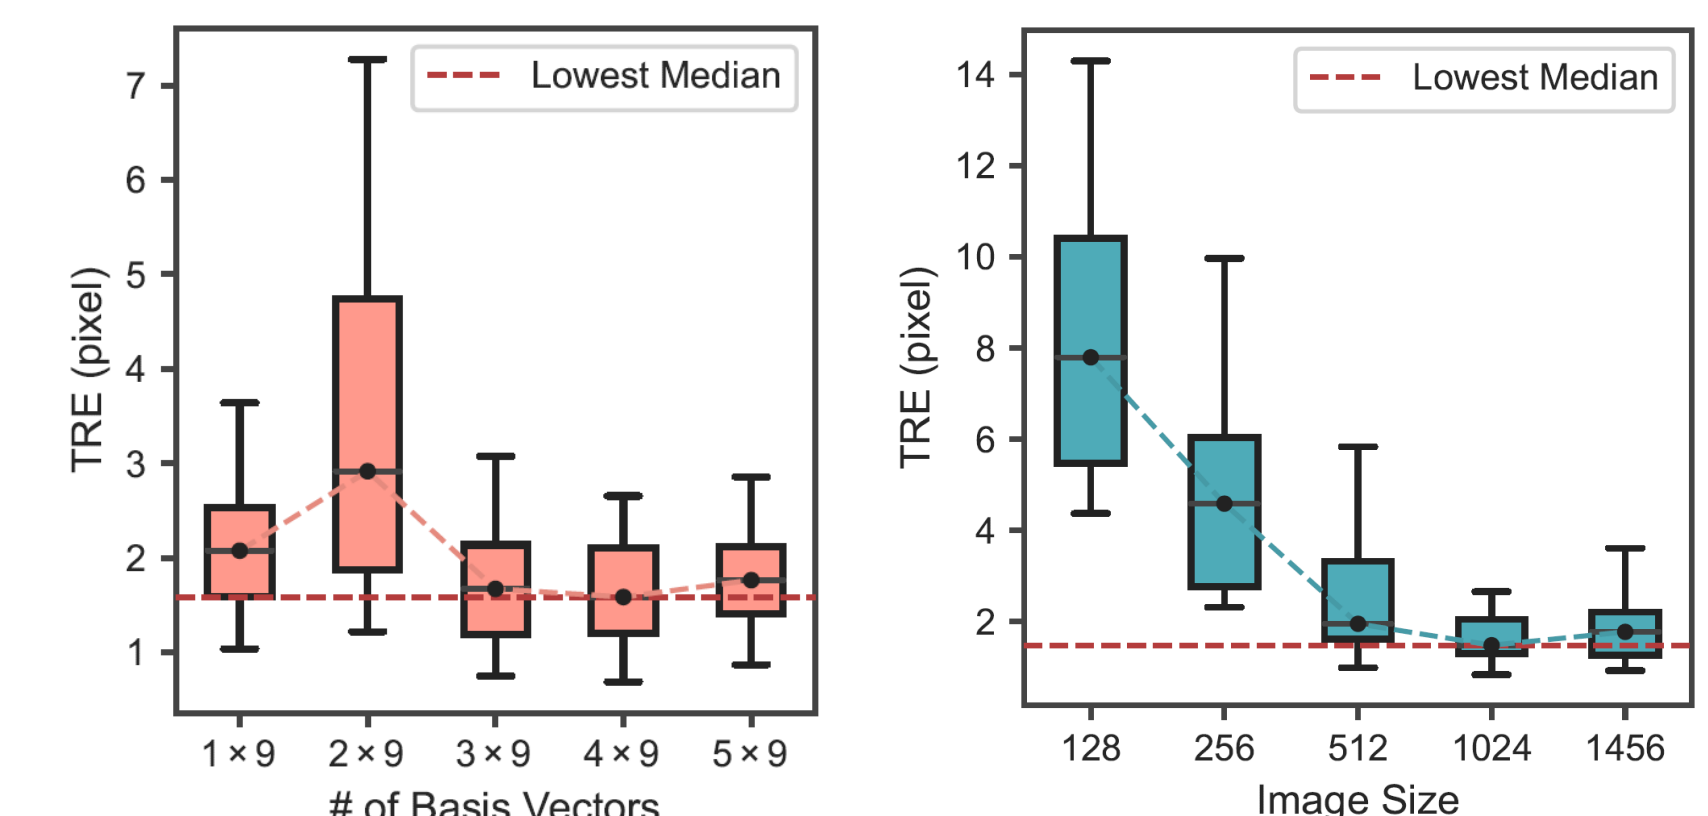 Lowest Median
7
6
5
4
3
2
1
TRE (pixel)
1×9 2×9 3×9 4×9 5×9
# of Basis Vectors
Lowest Median
14
12
10
8
6
4
2
TRE (pixel)
128 256 512 1024 1456
Image Size